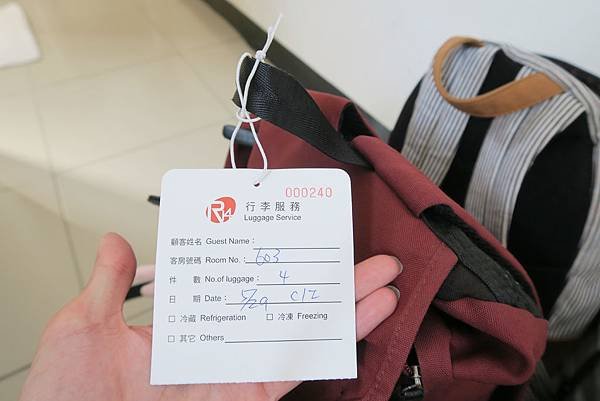 000240
R4 行李服務
Luggage Service
顧客姓名 Guest Name：
客房號碼 Room No.： 603
件 數 No.of luggage： 4
日 期 Date： 5/29 C/I
□ 冷藏 Refrigeration □ 冷凍 Freezing
□ 其它 Others